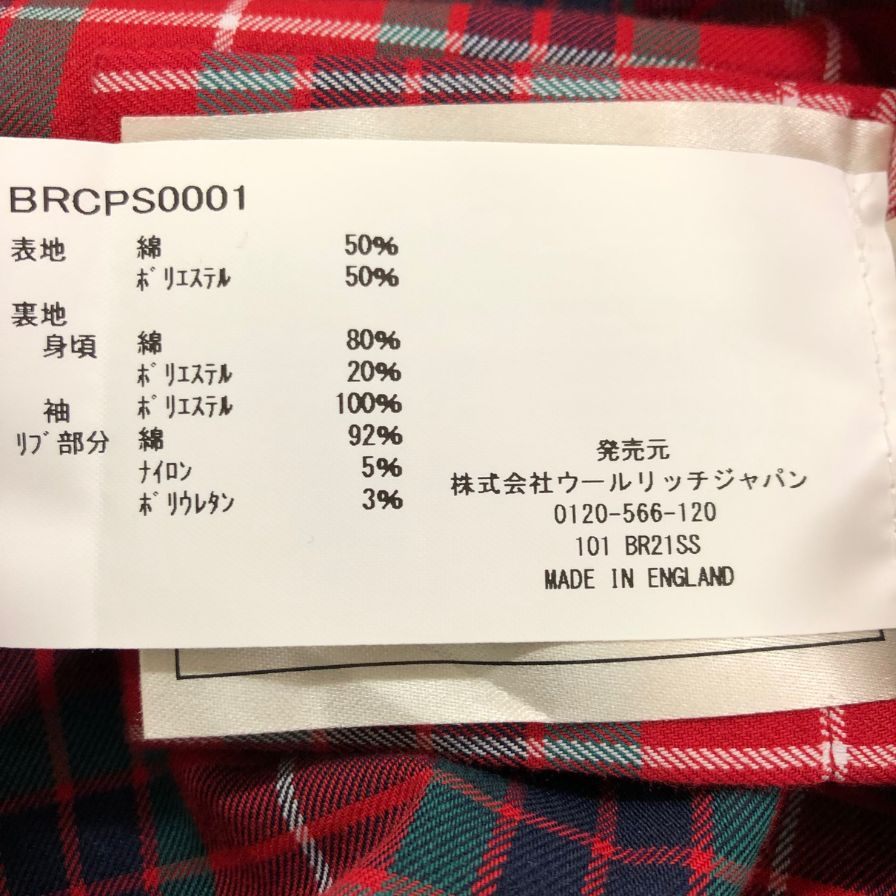 BRCPS0001
表地 綿 50%
ﾎﾟﾘｴｽﾃﾙ 50%
裏地
身頃 綿 80%
ﾎﾟﾘｴｽﾃﾙ 20%
袖 ﾎﾟﾘｴｽﾃﾙ 100%
ﾘﾌﾞ部分 綿 92%
ﾅｲﾛﾝ 5%
ﾎﾟﾘｳﾚﾀﾝ 3%
発売元
株式会社ウールリッチジャパン
0120-566-120
101 BR21SS
MADE IN ENGLAND